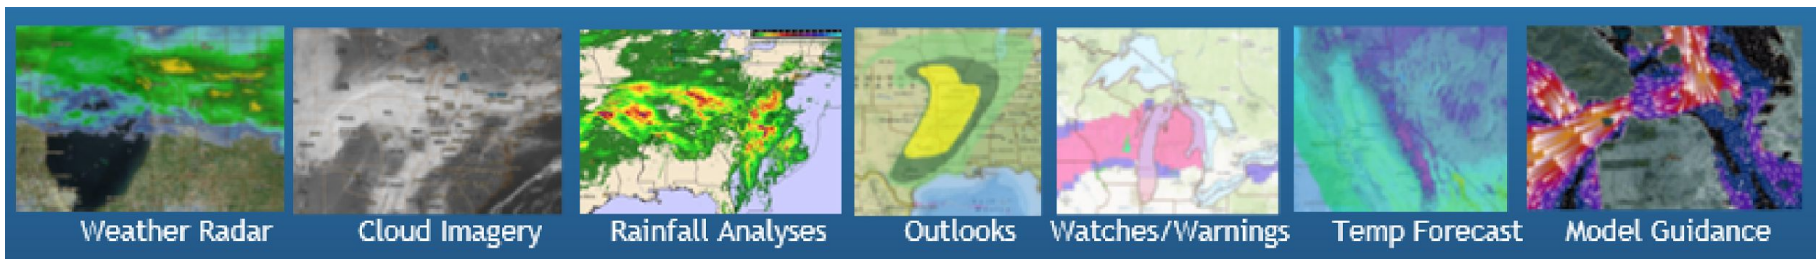 Weather Radar
Cloud Imagery
Rainfall Analyses
Outlooks
Watches/Warnings
Temp Forecast
Model Guidance